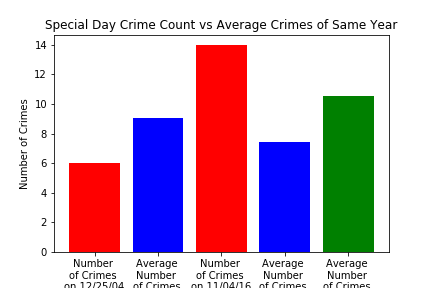 Special Day Crime Count vs Average Crimes of Same Year
14
12
10
8
6
4
2
0
Number of Crimes
Number
of Crimes
on 12/25/04
Average
Number
of Crimes
Number
of Crimes
on 11/04/16
Average
Number
of Crimes
Average
Number
of Crimes